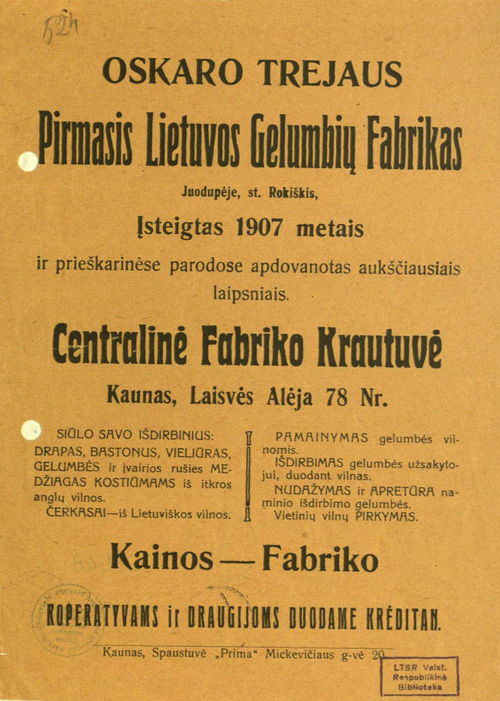 524
OSKARO TREJAUS
Pirmasis Lietuvos Gelumbių Fabrikas
Juodupėje, st. Rokiškis,
Įsteigtas 1907 metais
ir prieškarinėse parodose apdovanotas aukščiausiais
laipsniais.
Centralinė Fabriko Krautuvė
Kaunas, Laisvės Alėja 78 Nr.
SIŪLO SAVO IŠDIRBINIUS:
DRAPAS, BASTONUS, VIELIŪRAS,
GELUMBĖS ir įvairios rušies ME-
DŽIAGAS KOSTIŪMAMS iš itkros
anglų vilnos.
ČERKASAI—iš Lietuviškos vilnos.
PAMAINYMAS gelumbės vil-
nomis.
IŠDIRBIMAS gelumbės užsakyto-
jui, duodant vilnas.
NUDAŽYMAS ir APRETŪRA na-
minio išdirbimo gelumbės.
Vietinių vilnų PIRKYMAS.
Kainos — Fabriko
KOPERATYVAMS ir DRAUGIJOMS DUODAME KRĖDITAN.
Kaunas, Spaustuvė „Prima" Mickevičiaus g-vė 20
LTSR Valst.
Respublikinė
Biblioteka